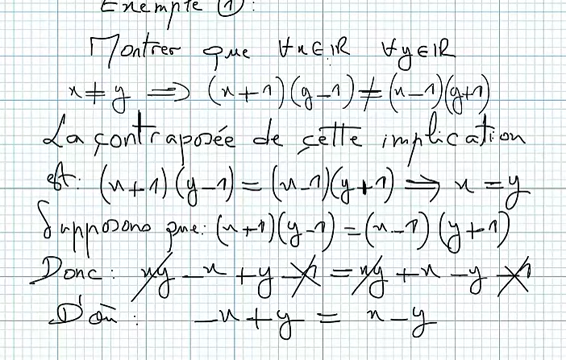 Exemple ①:
Montrer que ∀x∈ℝ ∀y∈ℝ
x≠y ⟹ (x+1)(y-1)≠(x-1)(y+1)
La contraposée de cette implication
est: (x+1)(y-1)=(x-1)(y+1)⟹ x=y
Supposons que: (x+1)(y-1)=(x-1)(y+1)
Donc: xy -x+y-1 = xy+x-y-1
D'où: -x+y = x-y